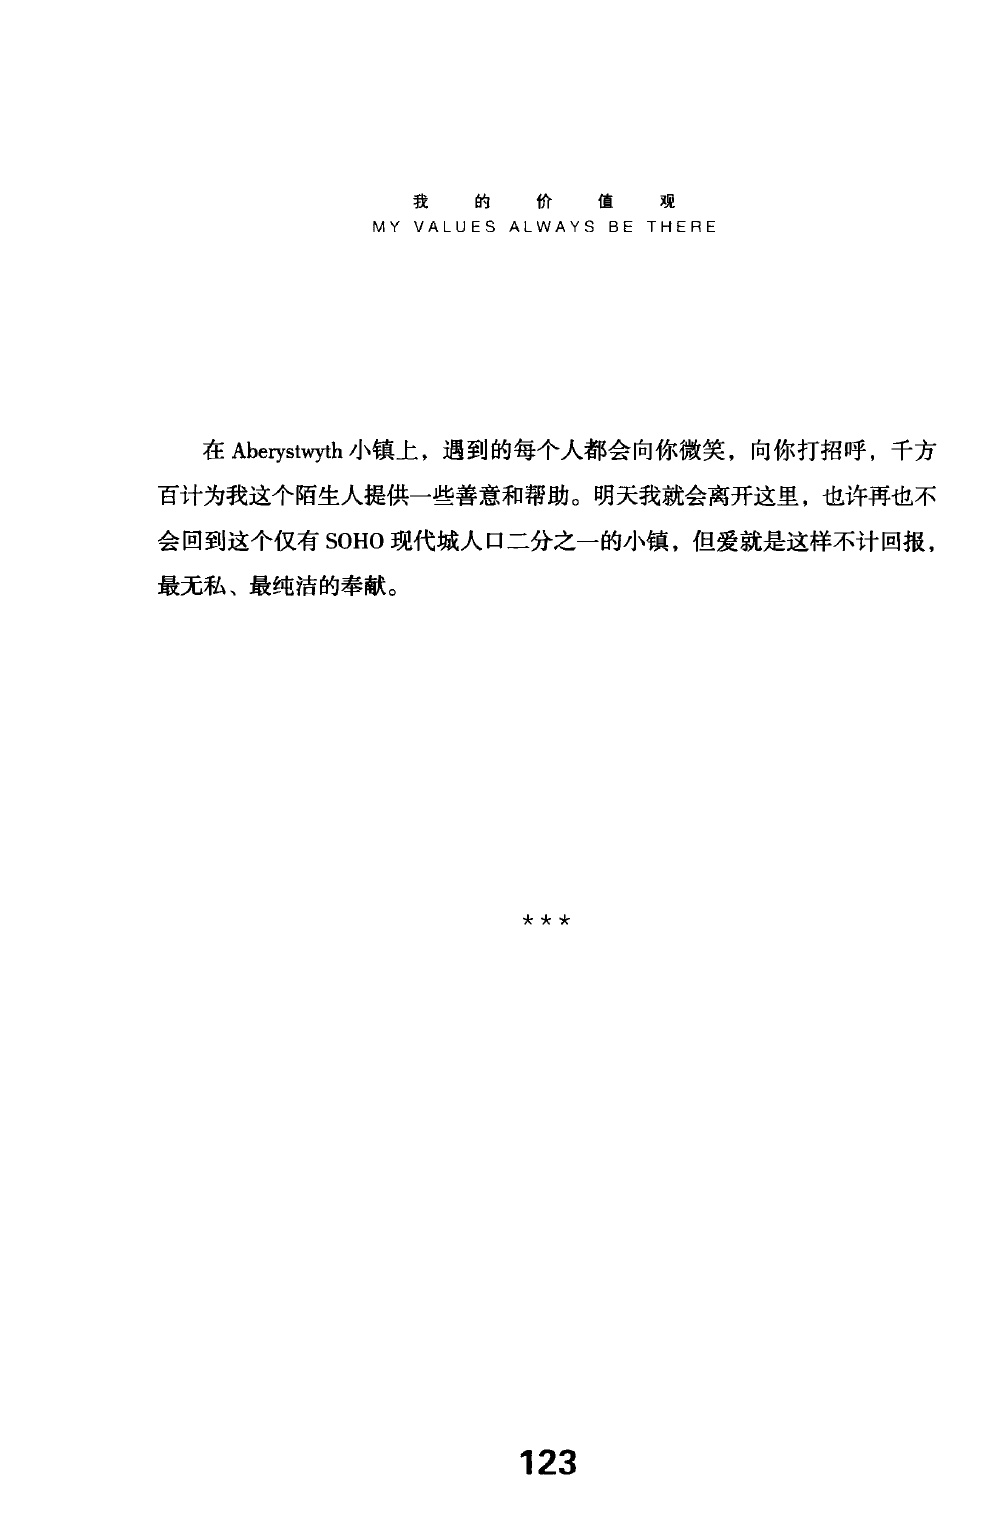 我的价值观
MY VALUES ALWAYS BE THERE
在 Aberystwyth 小镇上，遇到的每个人都会向你微笑，向你打招呼，千方
百计为我这个陌生人提供一些善意和帮助。明天我就会离开这里，也许再也不
会回到这个仅有 SOHO 现代城人口二分之一的小镇，但爱就是这样不计回报，
最无私、最纯洁的奉献。
***
123